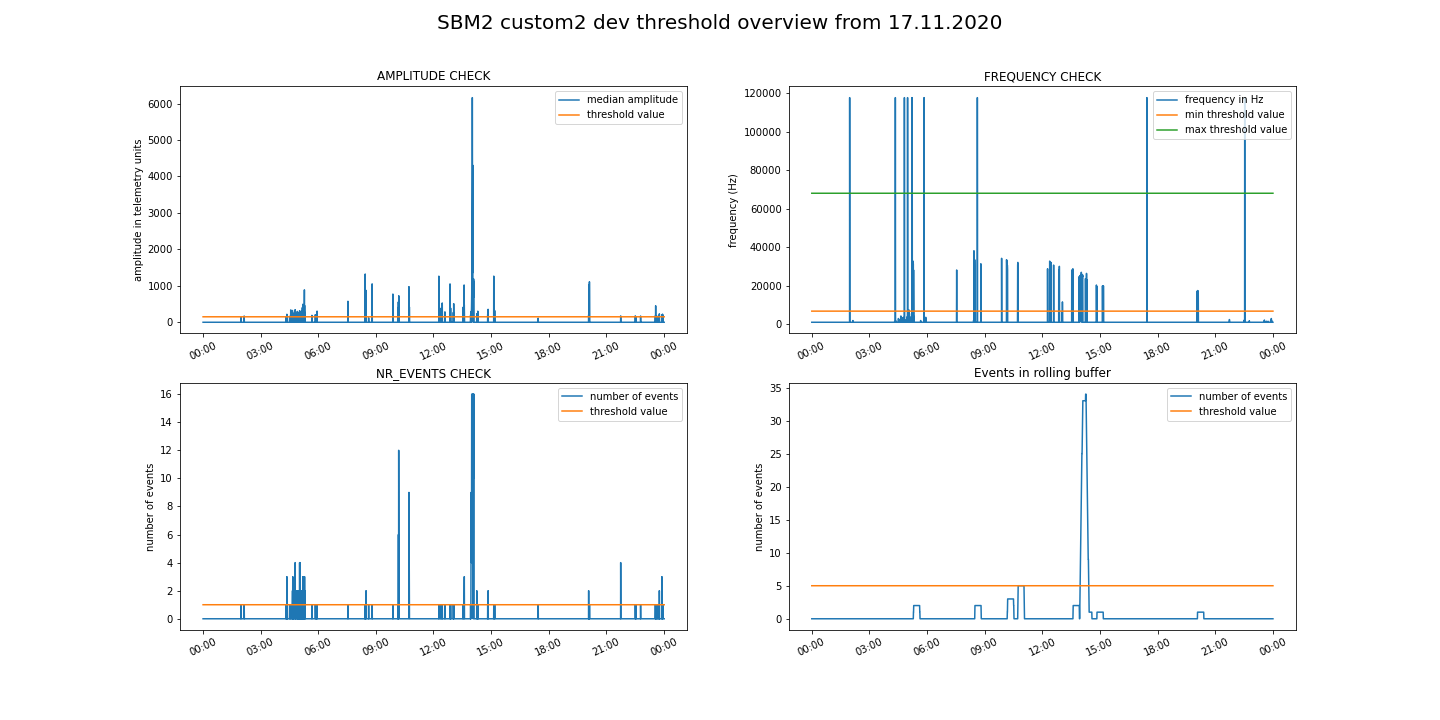 SBM2 custom2 dev threshold overview from 17.11.2020
AMPLITUDE CHECK
amplitude in telemetry units
6000
5000
4000
3000
2000
1000
0
median amplitude
threshold value
00:00 03:00 06:00 09:00 12:00 15:00 18:00 21:00 00:00
FREQUENCY CHECK
frequency (Hz)
120000
100000
80000
60000
40000
20000
0
frequency in Hz
min threshold value
max threshold value
00:00 03:00 06:00 09:00 12:00 15:00 18:00 21:00 00:00
NR_EVENTS CHECK
number of events
16
14
12
10
8
6
4
2
0
number of events
threshold value
00:00 03:00 06:00 09:00 12:00 15:00 18:00 21:00 00:00
Events in rolling buffer
number of events
35
30
25
20
15
10
5
0
number of events
threshold value
00:00 03:00 06:00 09:00 12:00 15:00 18:00 21:00 00:00